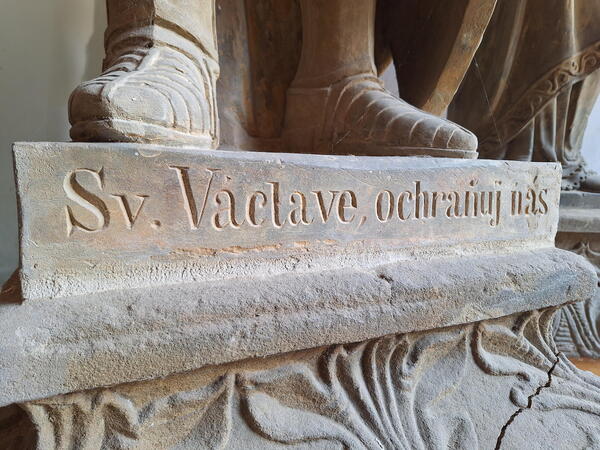 Sv. Václave, ochraňuj nás